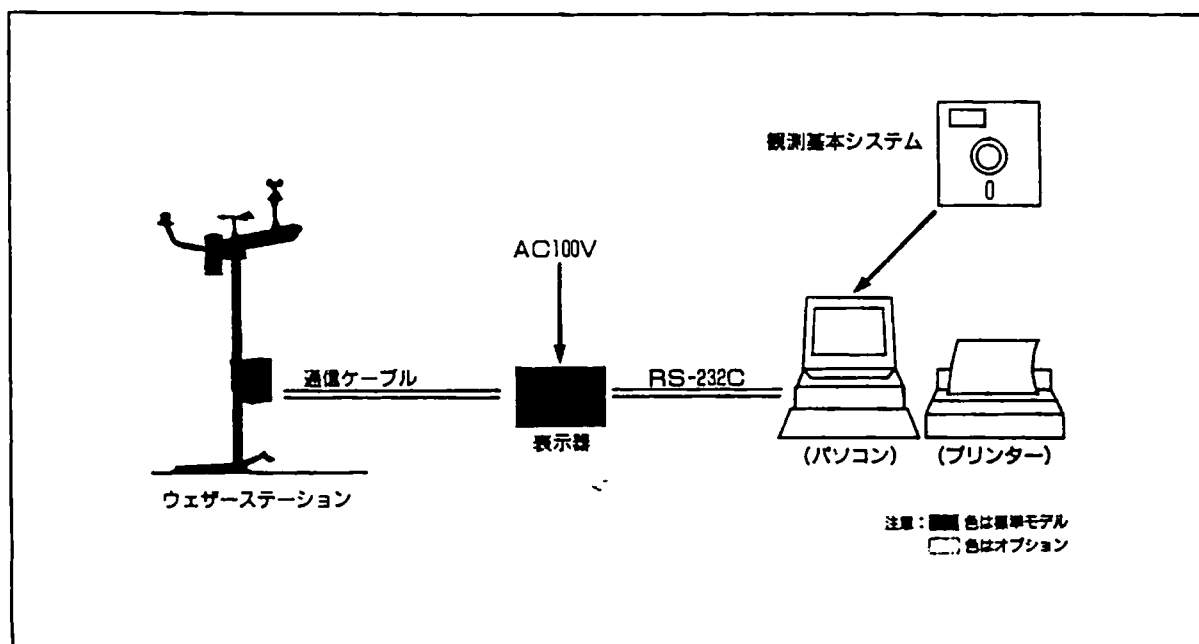 観測基本システム
AC100V
通信ケーブル
RS-232C
表示器
(パソコン)
(プリンター)
ウェザーステーション
注意：■色は標準モデル
□色はオプション